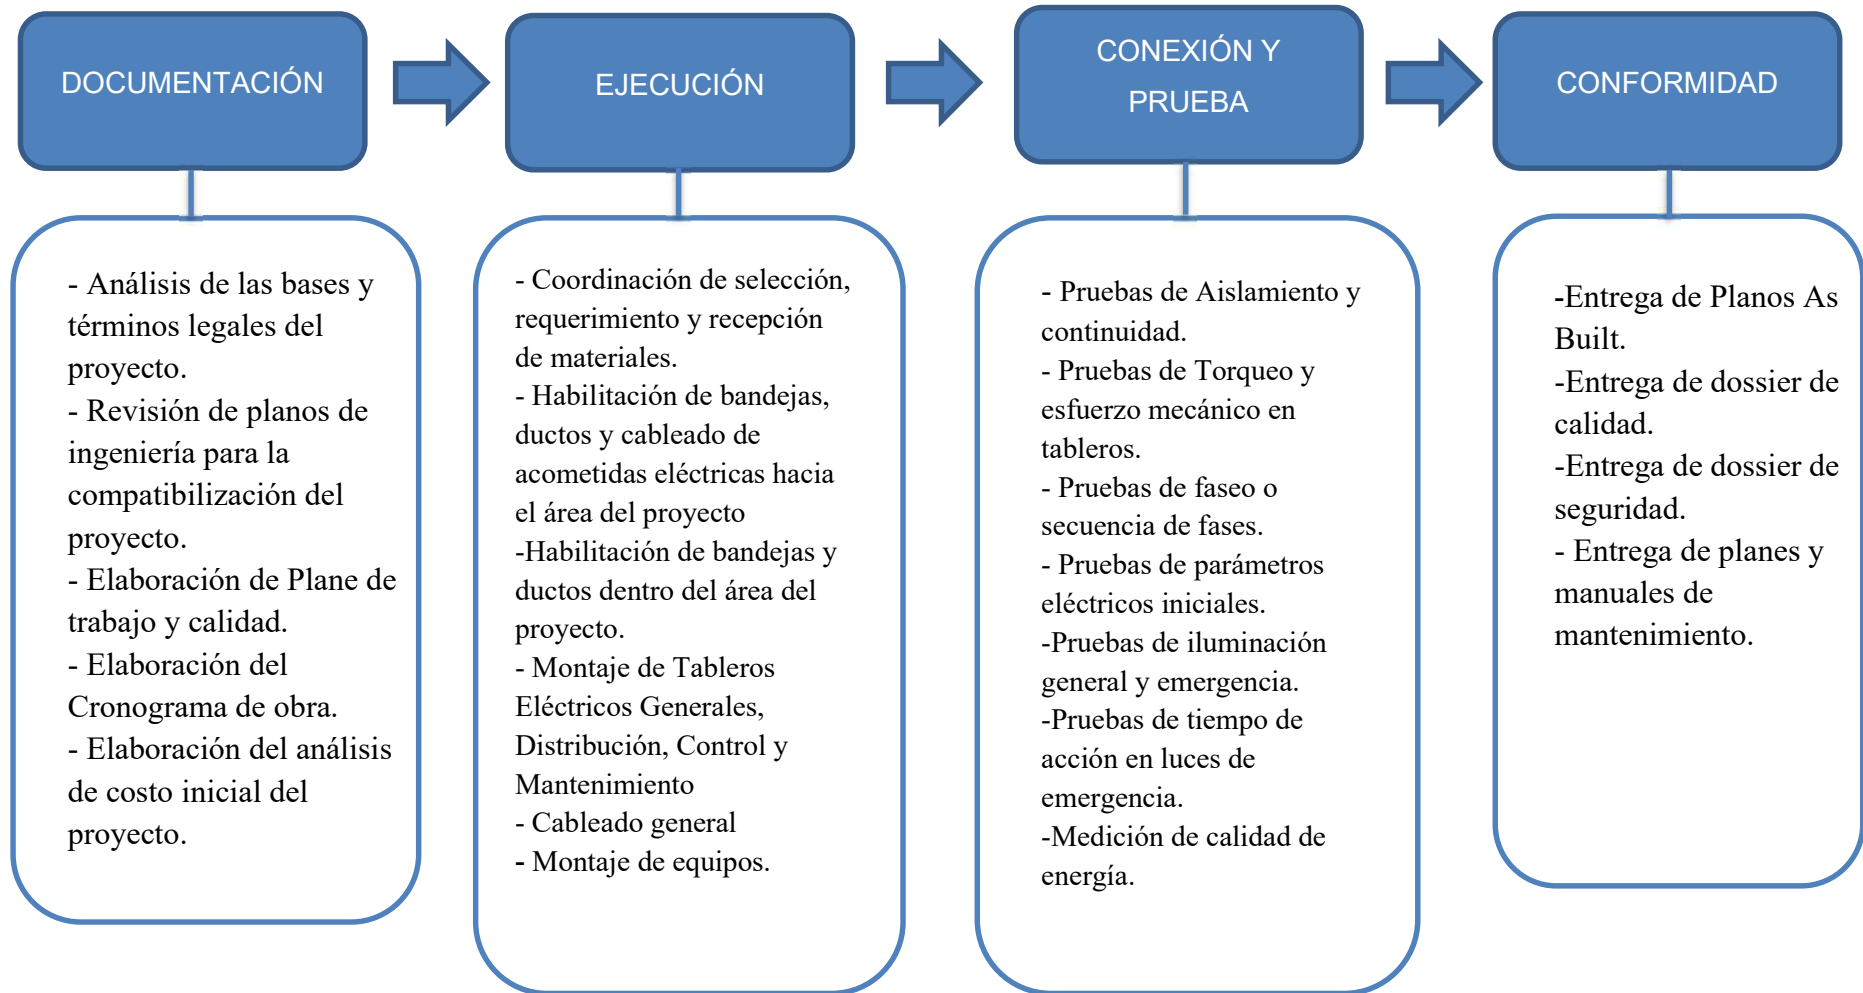 DOCUMENTACIÓN
EJECUCIÓN
CONEXIÓN Y
PRUEBA
CONFORMIDAD
- Análisis de las bases y
términos legales del
proyecto.
- Revisión de planos de
ingeniería para la
compatibilización del
proyecto.
- Elaboración de Plane de
trabajo y calidad.
- Elaboración del
Cronograma de obra.
- Elaboración del análisis
de costo inicial del
proyecto.
- Coordinación de selección,
requerimiento y recepción
de materiales.
- Habilitación de bandejas,
ductos y cableado de
acometidas eléctricas hacia
el área del proyecto
-Habilitación de bandejas y
ductos dentro del área del
proyecto.
- Montaje de Tableros
Eléctricos Generales,
Distribución, Control y
Mantenimiento
- Cableado general
- Montaje de equipos.
- Pruebas de Aislamiento y
continuidad.
- Pruebas de Torqueo y
esfuerzo mecánico en
tableros.
- Pruebas de faseo o
secuencia de fases.
- Pruebas de parámetros
eléctricos iniciales.
-Pruebas de iluminación
general y emergencia.
-Pruebas de tiempo de
acción en luces de
emergencia.
-Medición de calidad de
energía.
-Entrega de Planos As
Built.
-Entrega de dossier de
calidad.
-Entrega de dossier de
seguridad.
- Entrega de planes y
manuales de
mantenimiento.